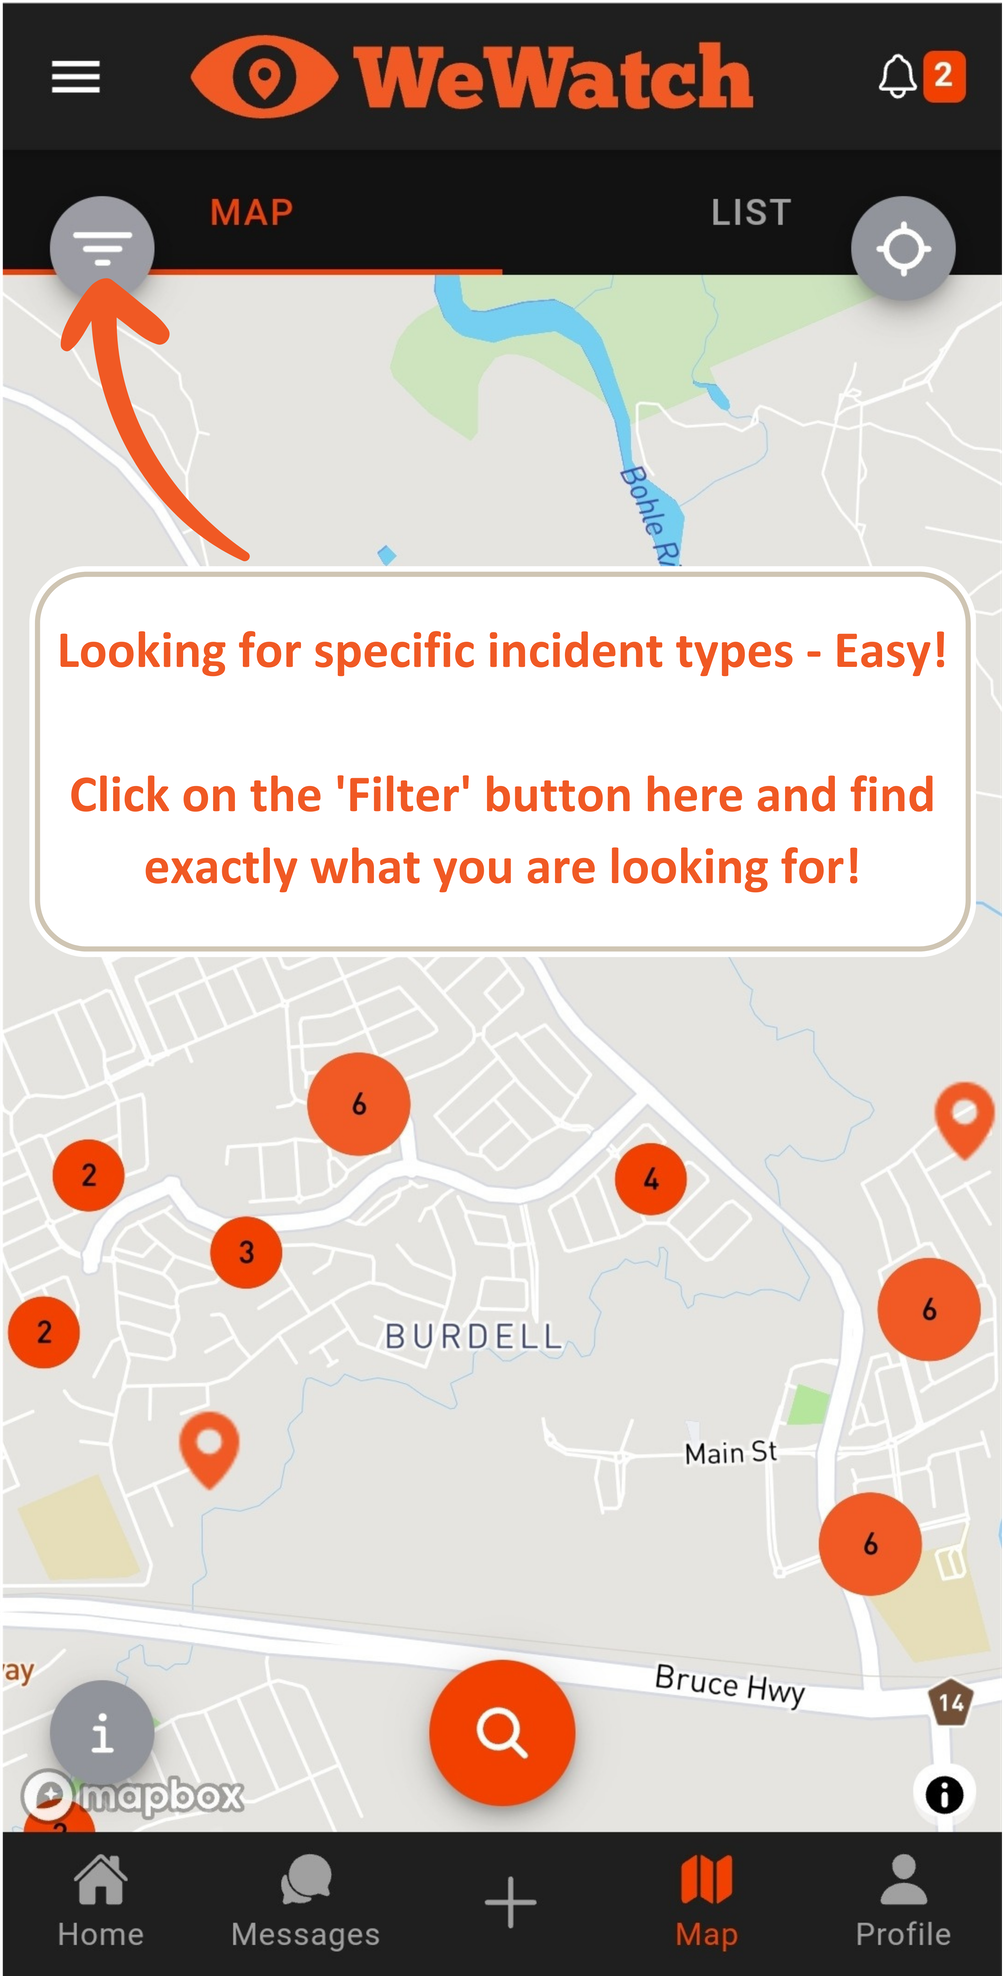 WeWatch
2
MAP
LIST
Bohle Ri
Looking for specific incident types - Easy!
Click on the 'Filter' button here and find
exactly what you are looking for!
6
2
4
3
6
2
BURDELL
Main St
6
ay
Bruce Hwy
14
i
mapbox
i
2
Home
Messages
Map
Profile